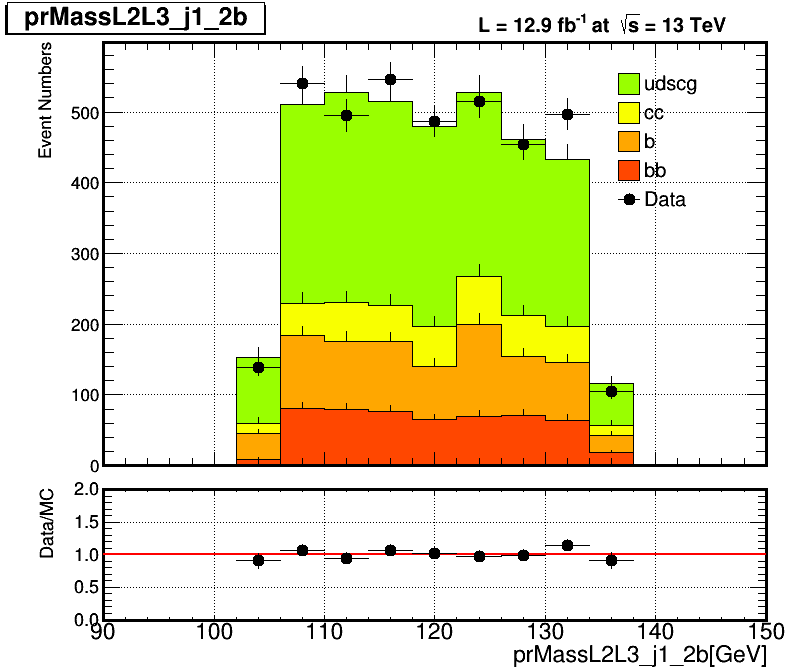 prMassL2L3_j1_2b
L = 12.9 fb⁻¹ at √s = 13 TeV
Event Numbers
500
400
300
200
100
0
udscg
cc
b
bb
Data
Data/MC
2.0
1.5
1.0
0.5
0.0
90 100 110 120 130 140 150
prMassL2L3_j1_2b[GeV]